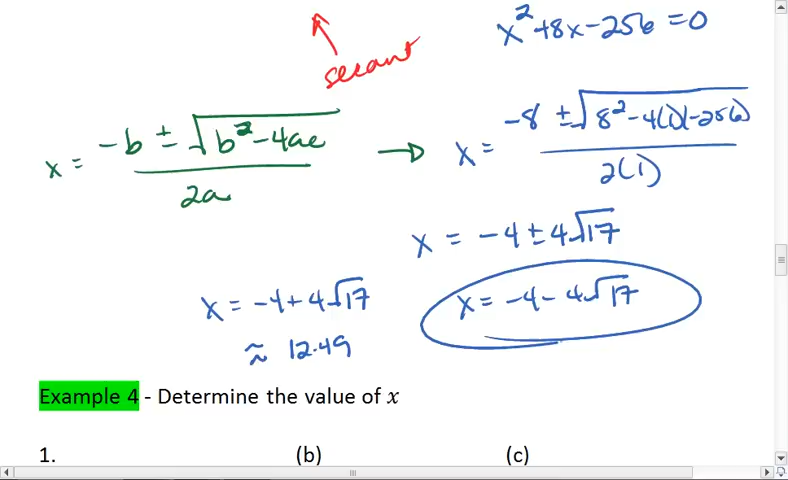 x² + 8x - 256 = 0
secant
x = (-b ± √(b² - 4ac)) / 2a → x = (-8 ± √(8² - 4(1)(-256))) / 2(1)
x = -4 ± 4√17
x = -4 + 4√17
x = -4 - 4√17
≈ 12.49
Example 4 - Determine the value of x
1. (b) (c)